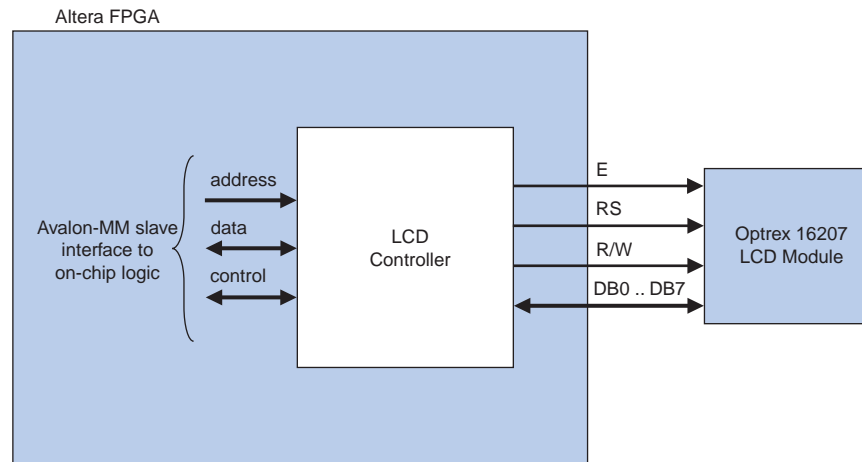 Altera FPGA
Avalon-MM slave
interface to
on-chip logic
address
data
control
LCD
Controller
E
RS
R/W
DB0 .. DB7
Optrex 16207
LCD Module